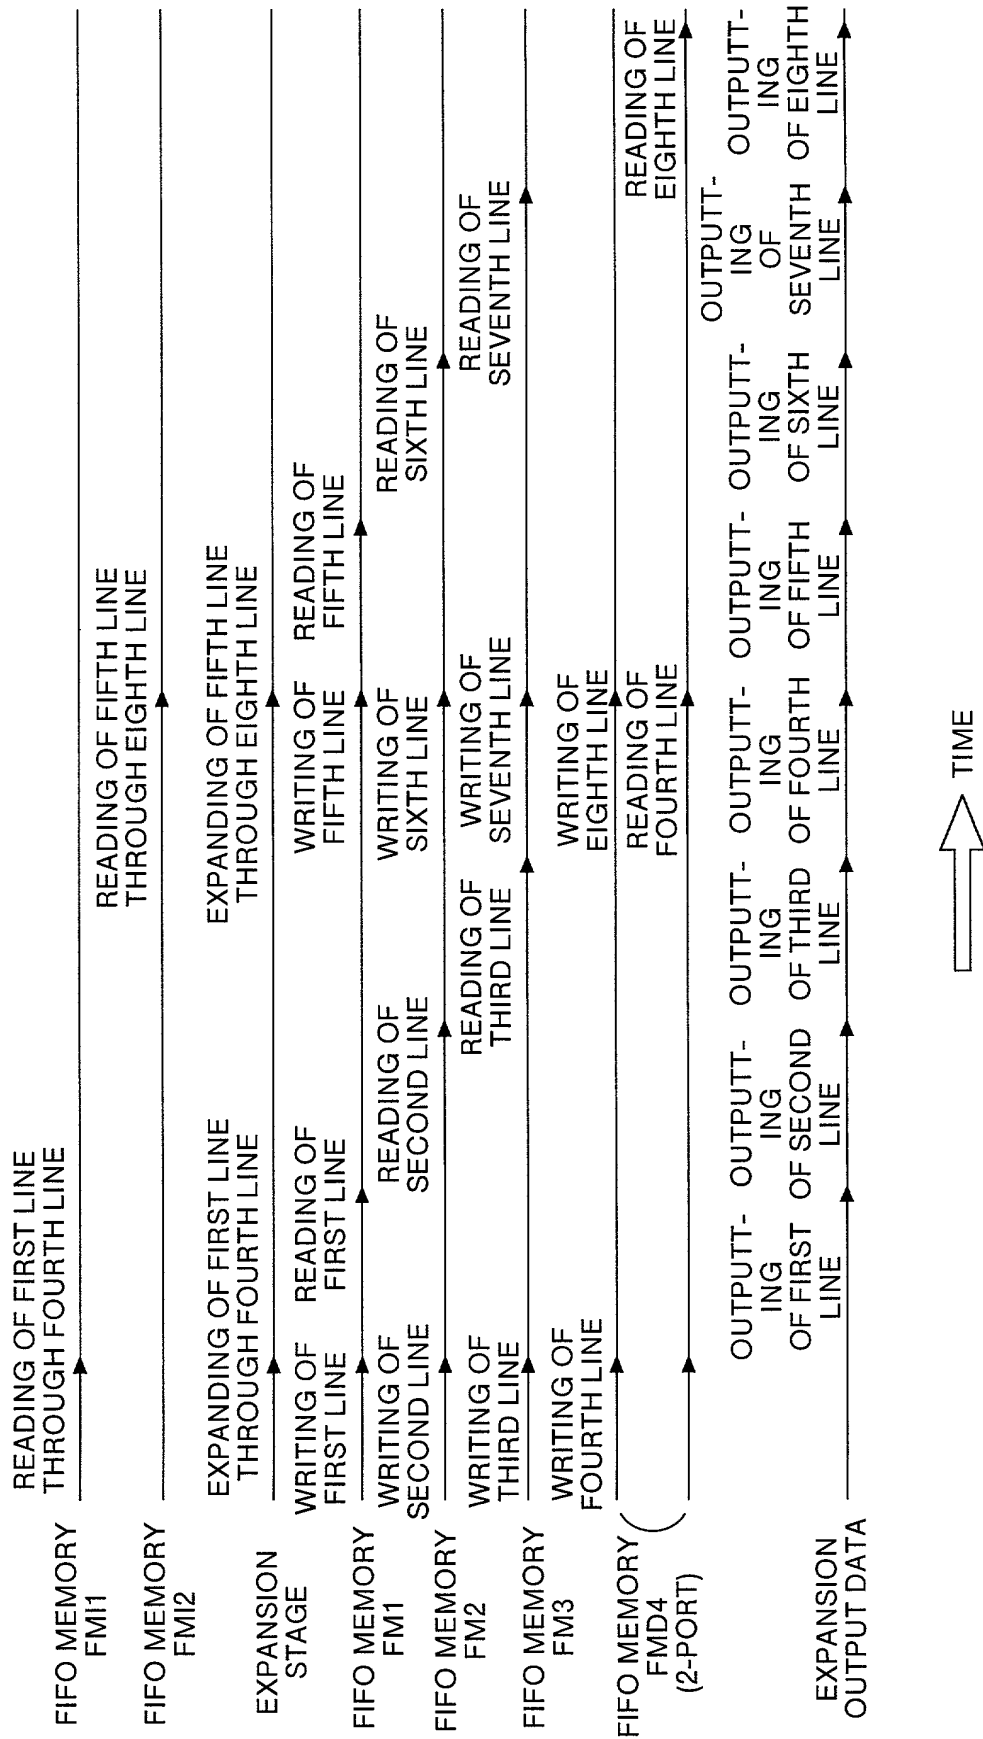 READING OF FIRST LINE
THROUGH FOURTH LINE
FIFO MEMORY
FMI1
READING OF FIFTH LINE
THROUGH EIGHTH LINE
FIFO MEMORY
FMI2
EXPANDING OF FIRST LINE
THROUGH FOURTH LINE
EXPANDING OF FIFTH LINE
THROUGH EIGHTH LINE
EXPANSION
STAGE
WRITING OF
FIRST LINE
READING OF
FIRST LINE
WRITING OF
FIFTH LINE
READING OF
FIFTH LINE
FIFO MEMORY
FM1
WRITING OF
SECOND LINE
READING OF
SECOND LINE
WRITING OF
SIXTH LINE
READING OF
SIXTH LINE
FIFO MEMORY
FM2
WRITING OF
THIRD LINE
READING OF
THIRD LINE
WRITING OF
SEVENTH LINE
READING OF
SEVENTH LINE
FIFO MEMORY
FM3
WRITING OF
FOURTH LINE
WRITING OF
EIGHTH LINE
READING OF
FOURTH LINE
READING OF
EIGHTH LINE
FIFO MEMORY
FMD4
(2-PORT)
OUTPUTT-
ING
OF FIRST
LINE
OUTPUTT-
ING
OF SECOND
LINE
OUTPUTT-
ING
OF THIRD
LINE
OUTPUTT-
ING
OF FOURTH
LINE
OUTPUTT-
ING
OF FIFTH
LINE
OUTPUTT-
ING
OF SIXTH
LINE
OUTPUTT-
ING
OF
SEVENTH
LINE
OUTPUTT-
ING
OF EIGHTH
LINE
EXPANSION
OUTPUT DATA
TIME